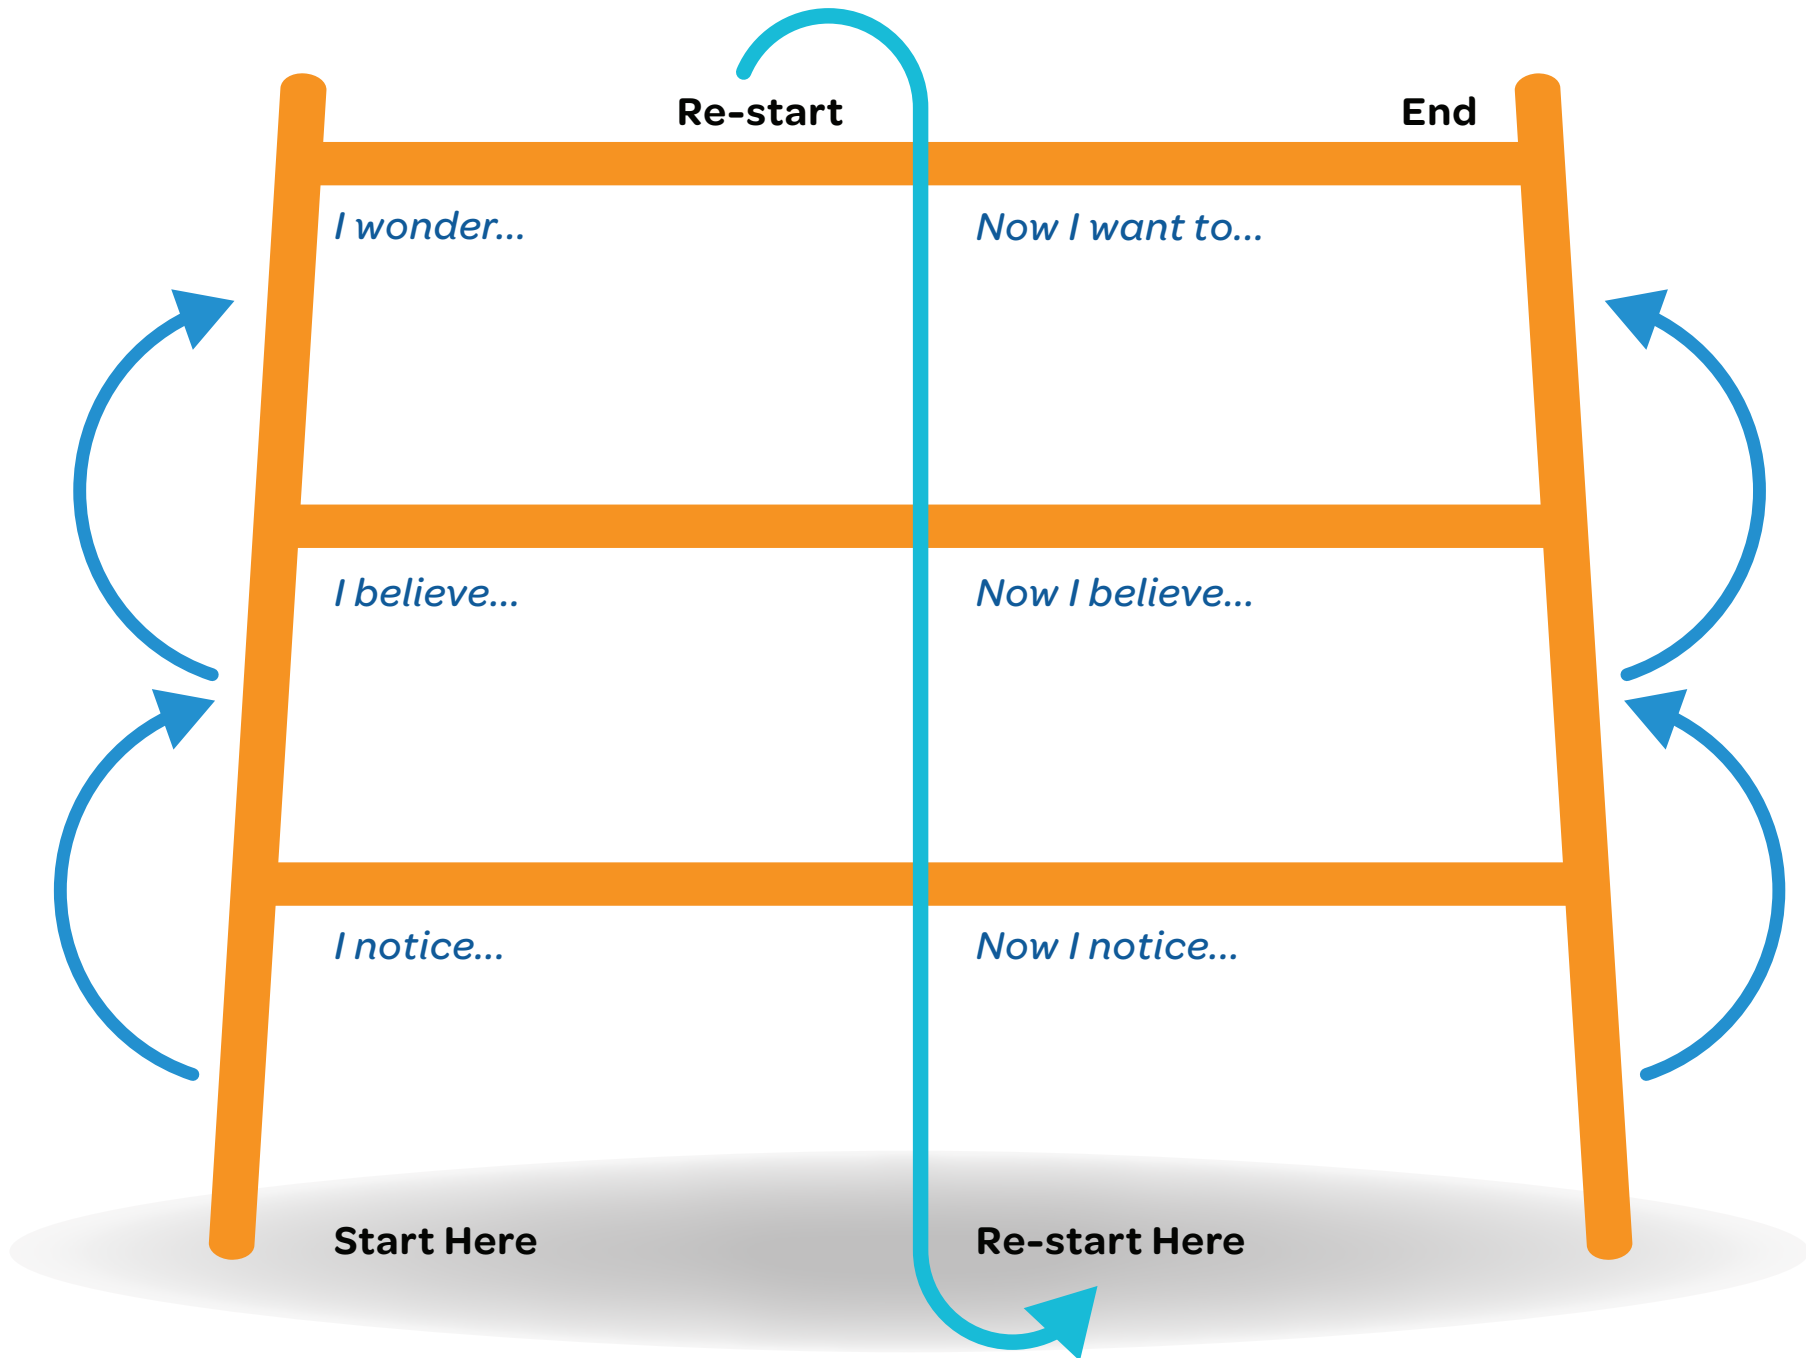 Re-start
End
I wonder...
Now I want to...
I believe...
Now I believe...
I notice...
Now I notice...
Start Here
Re-start Here